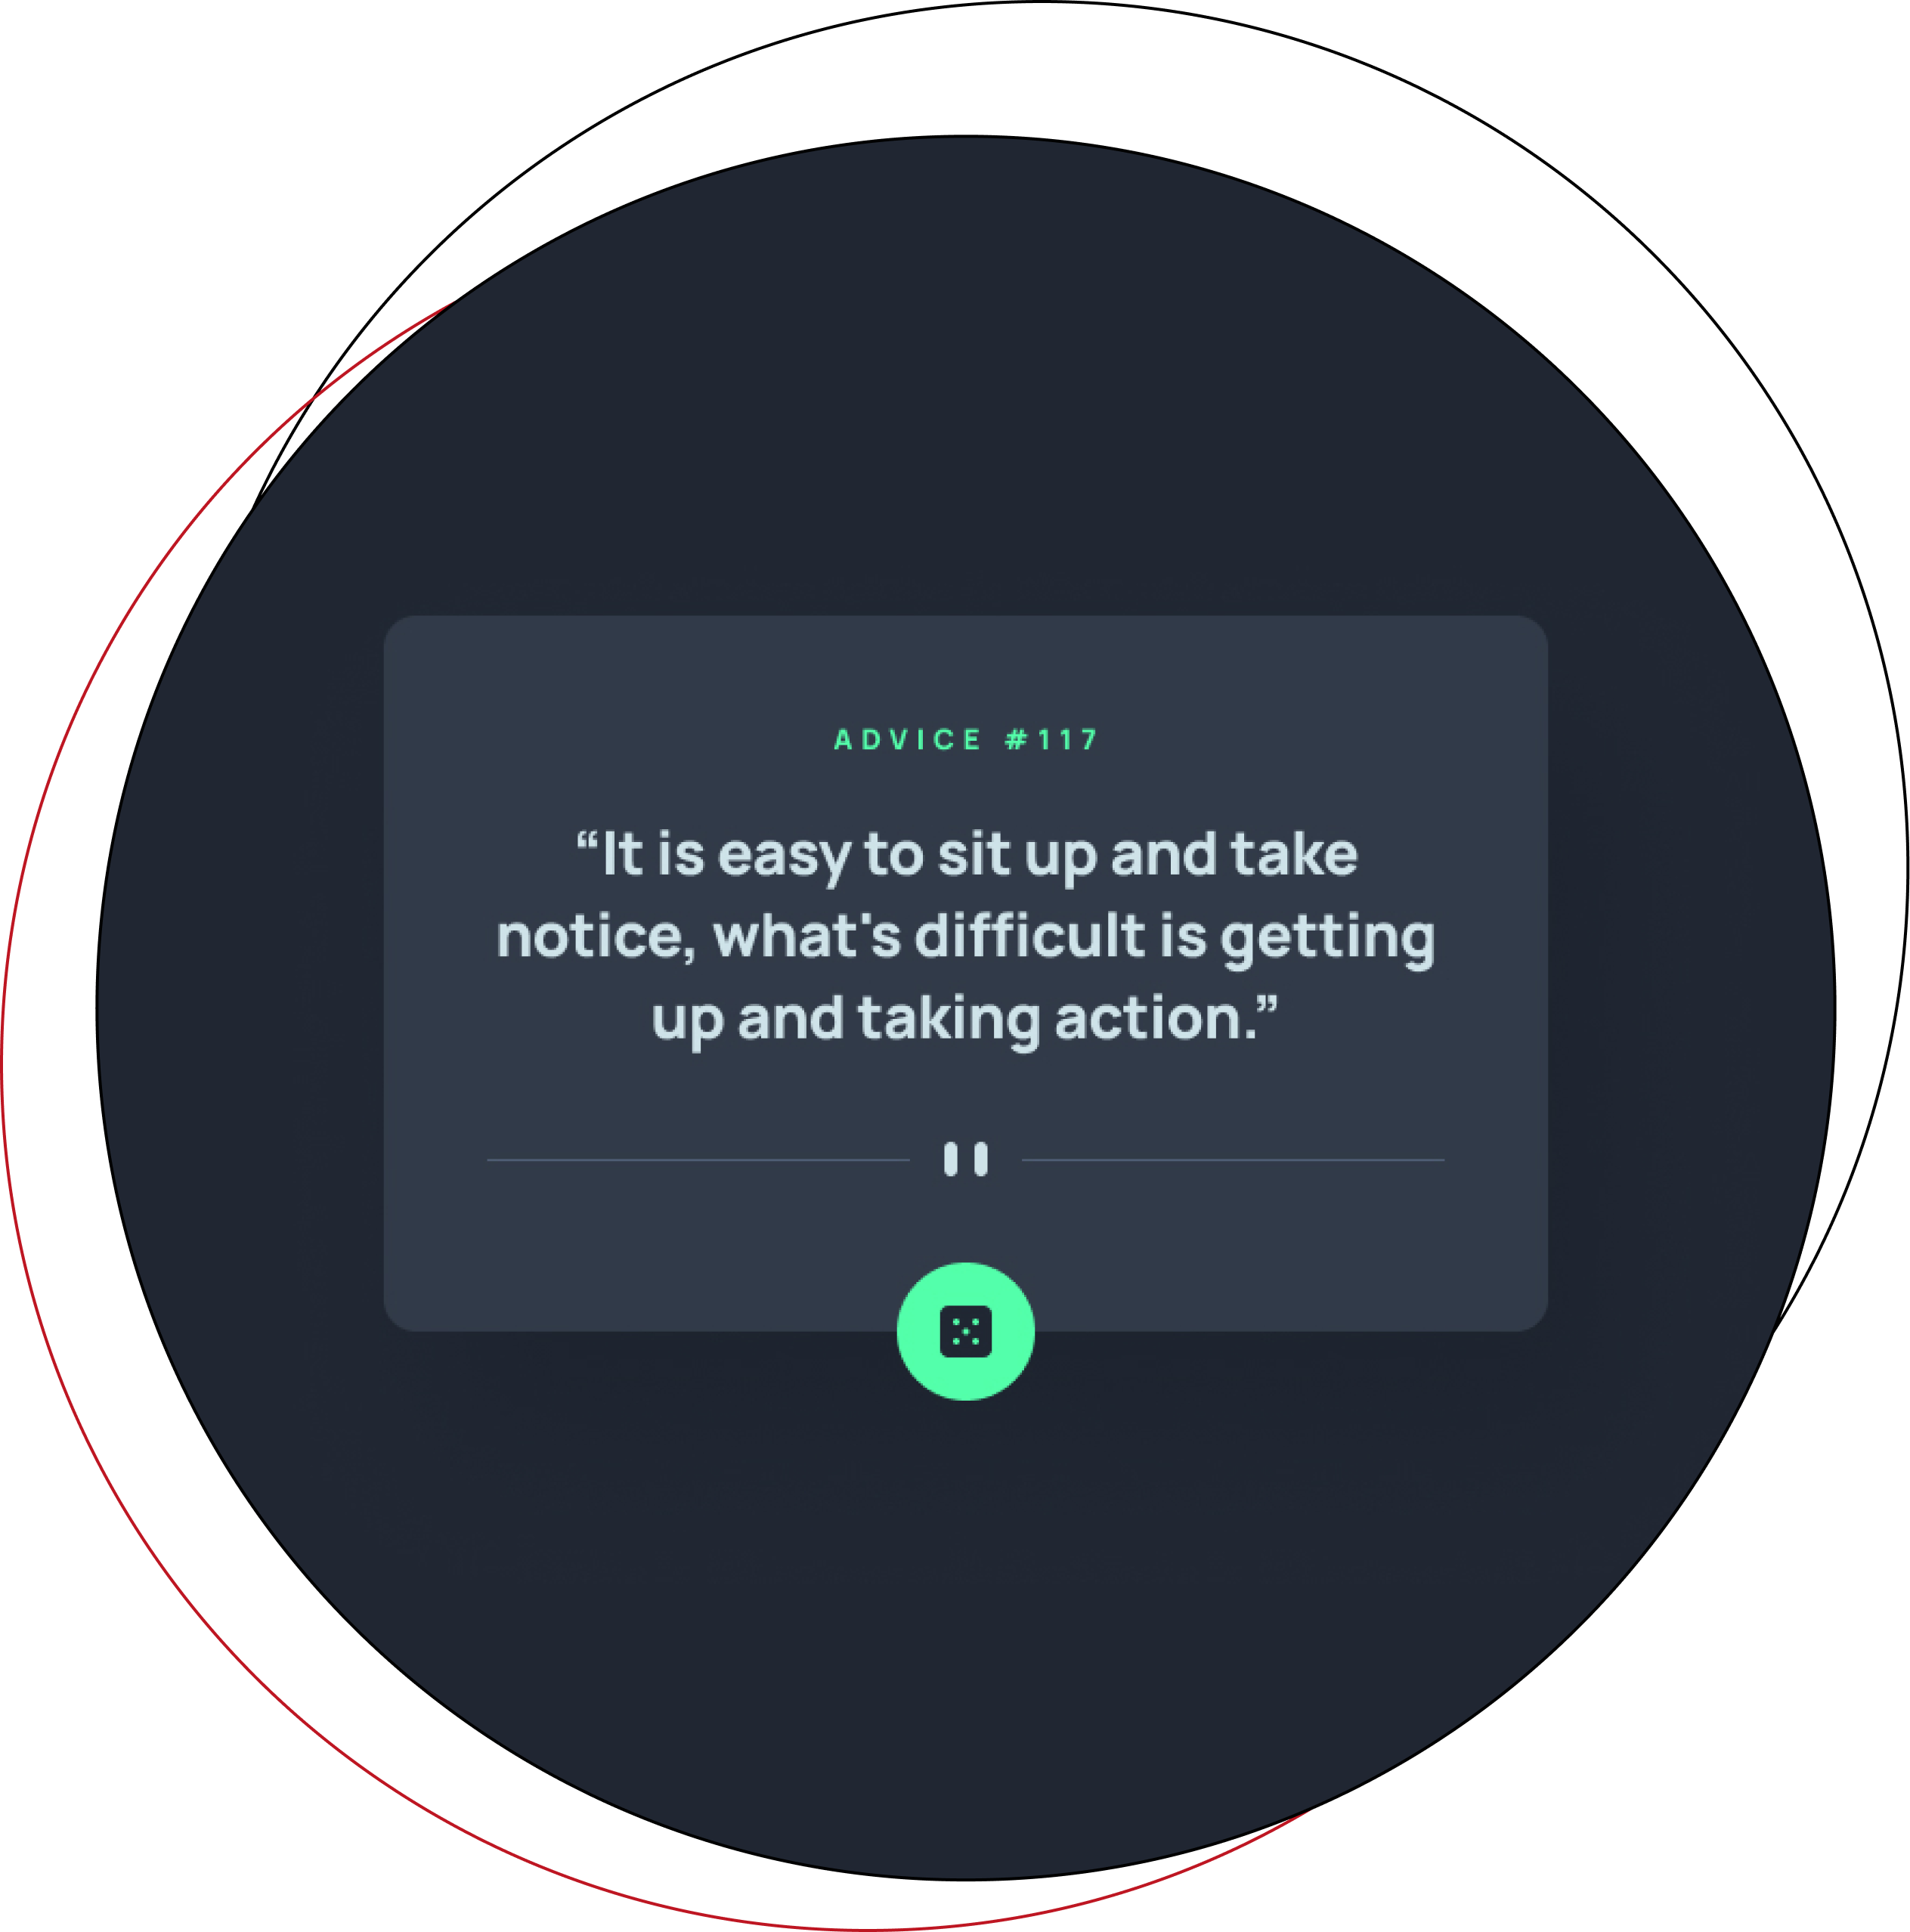 ADVICE #117
“It is easy to sit up and take
notice, what's difficult is getting
up and taking action.”